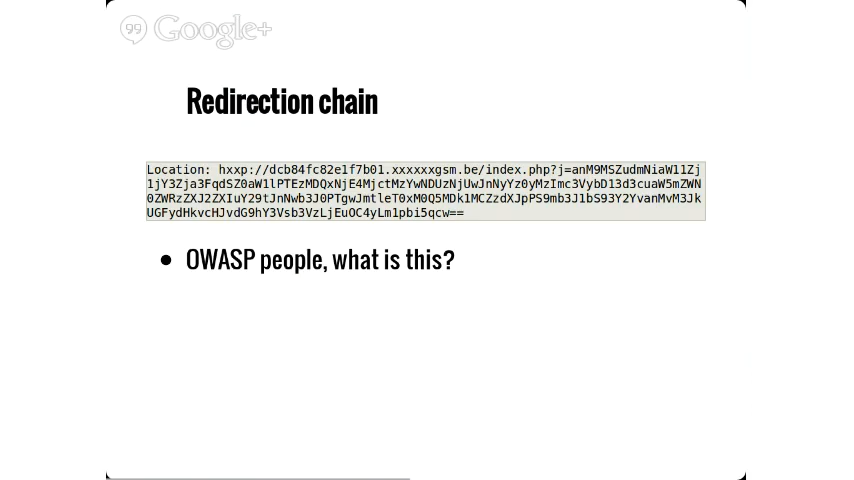 Google+
Redirection chain
Location: hxxp://dcb84fc82e1f7b01.xxxxxxgsm.be/index.php?j=anM9MSZudmNiaW11Zj
1jY3Zja3FqdSZ0aW1lPTEzMDQxNjE4MjctMzYwNDUzNjUwJnNyYz0yMzImc3VybD13d3cuaW5mZWN
0ZWRzZXJ2ZXIuY29tJnNwb3J0PTgwJmtleT0xM0Q5MDk1MCZzdXJpPS9mb3J1bS93Y2YvanMvM3Jk
UGFydHkvcHJvdG9hY3Vsb3VzLjEuOC4yLm1pbi5qcw==
OWASP people, what is this?